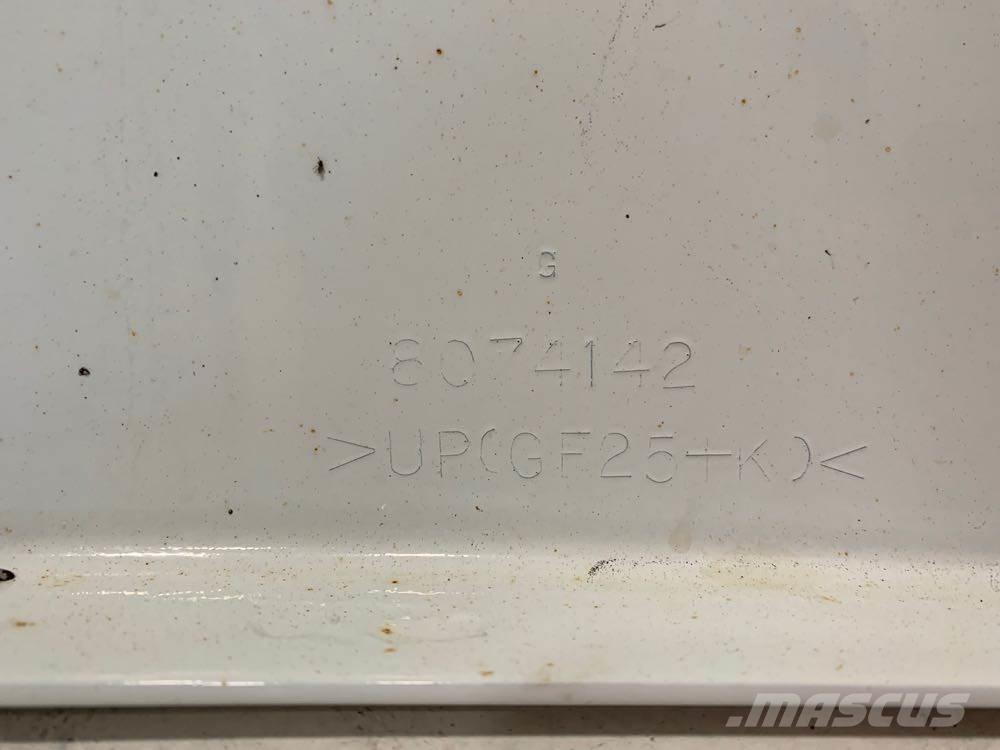 G
8074142
>UP(GF25+K)<
MASCUS